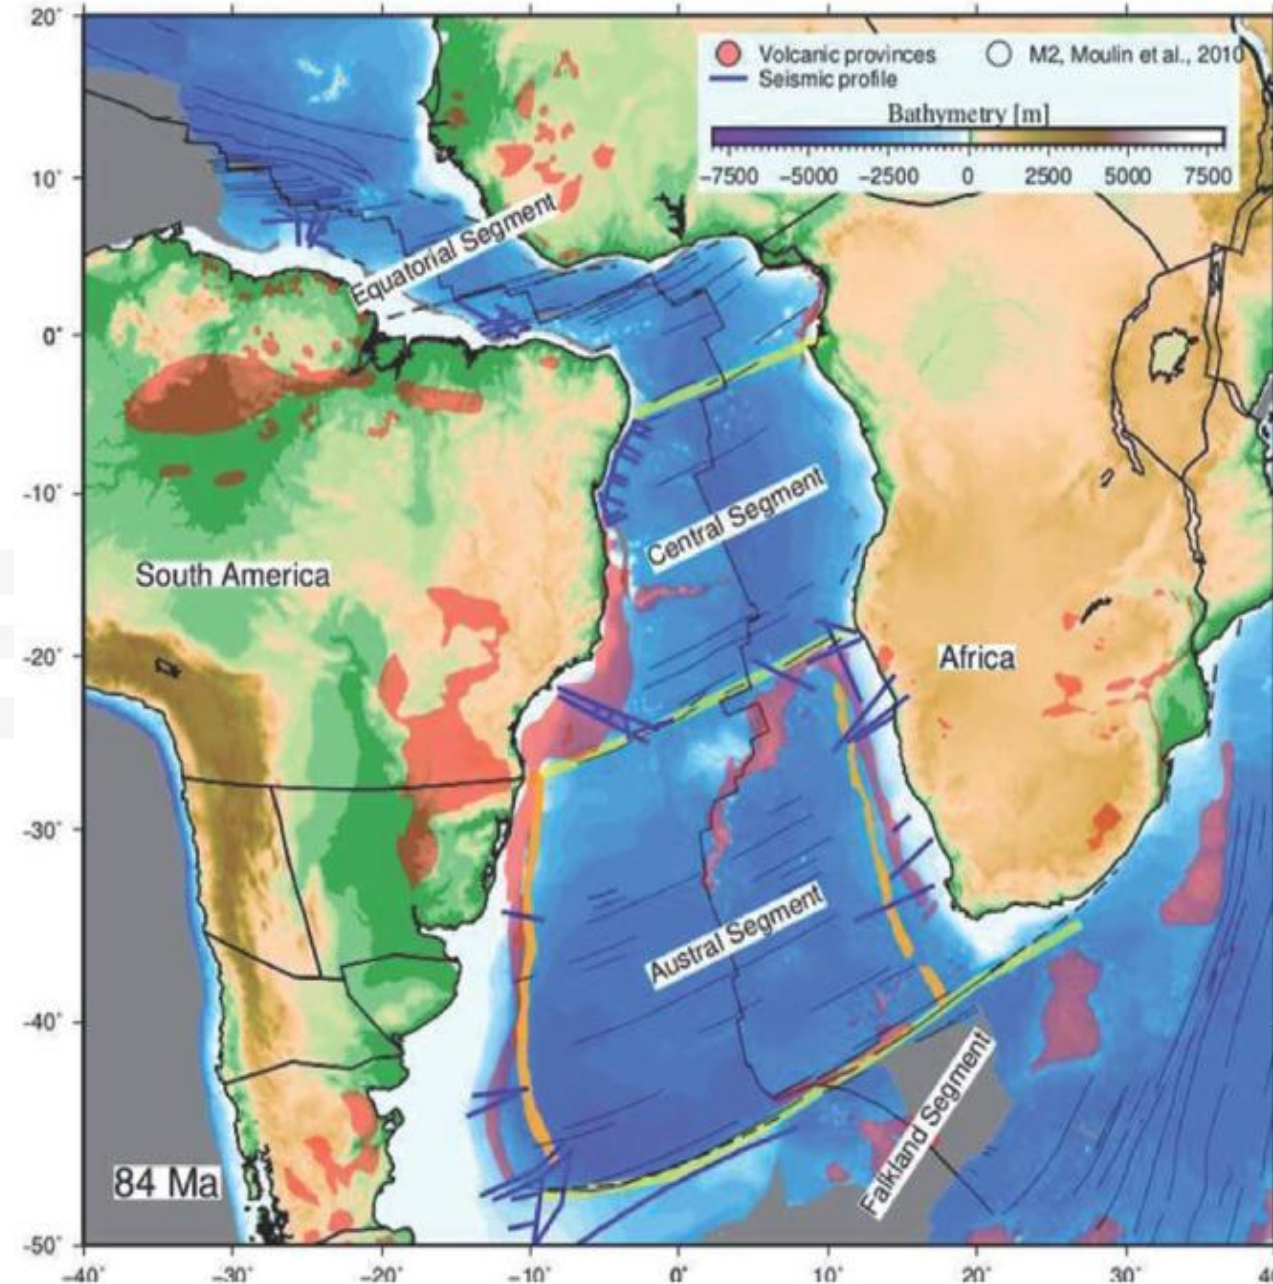 20°
10°
0°
-10°
-20°
-30°
-40°
-50°
Volcanic provinces
M2, Moulin et al., 2010
Seismic profile
Bathymetry [m]
-7500 -5000 -2500 0 2500 5000 7500
Equatorial Segment
Central Segment
South America
Africa
Austral Segment
Falkland Segment
84 Ma
-40° -30° -20° -10° 0° 10° 20° 30°